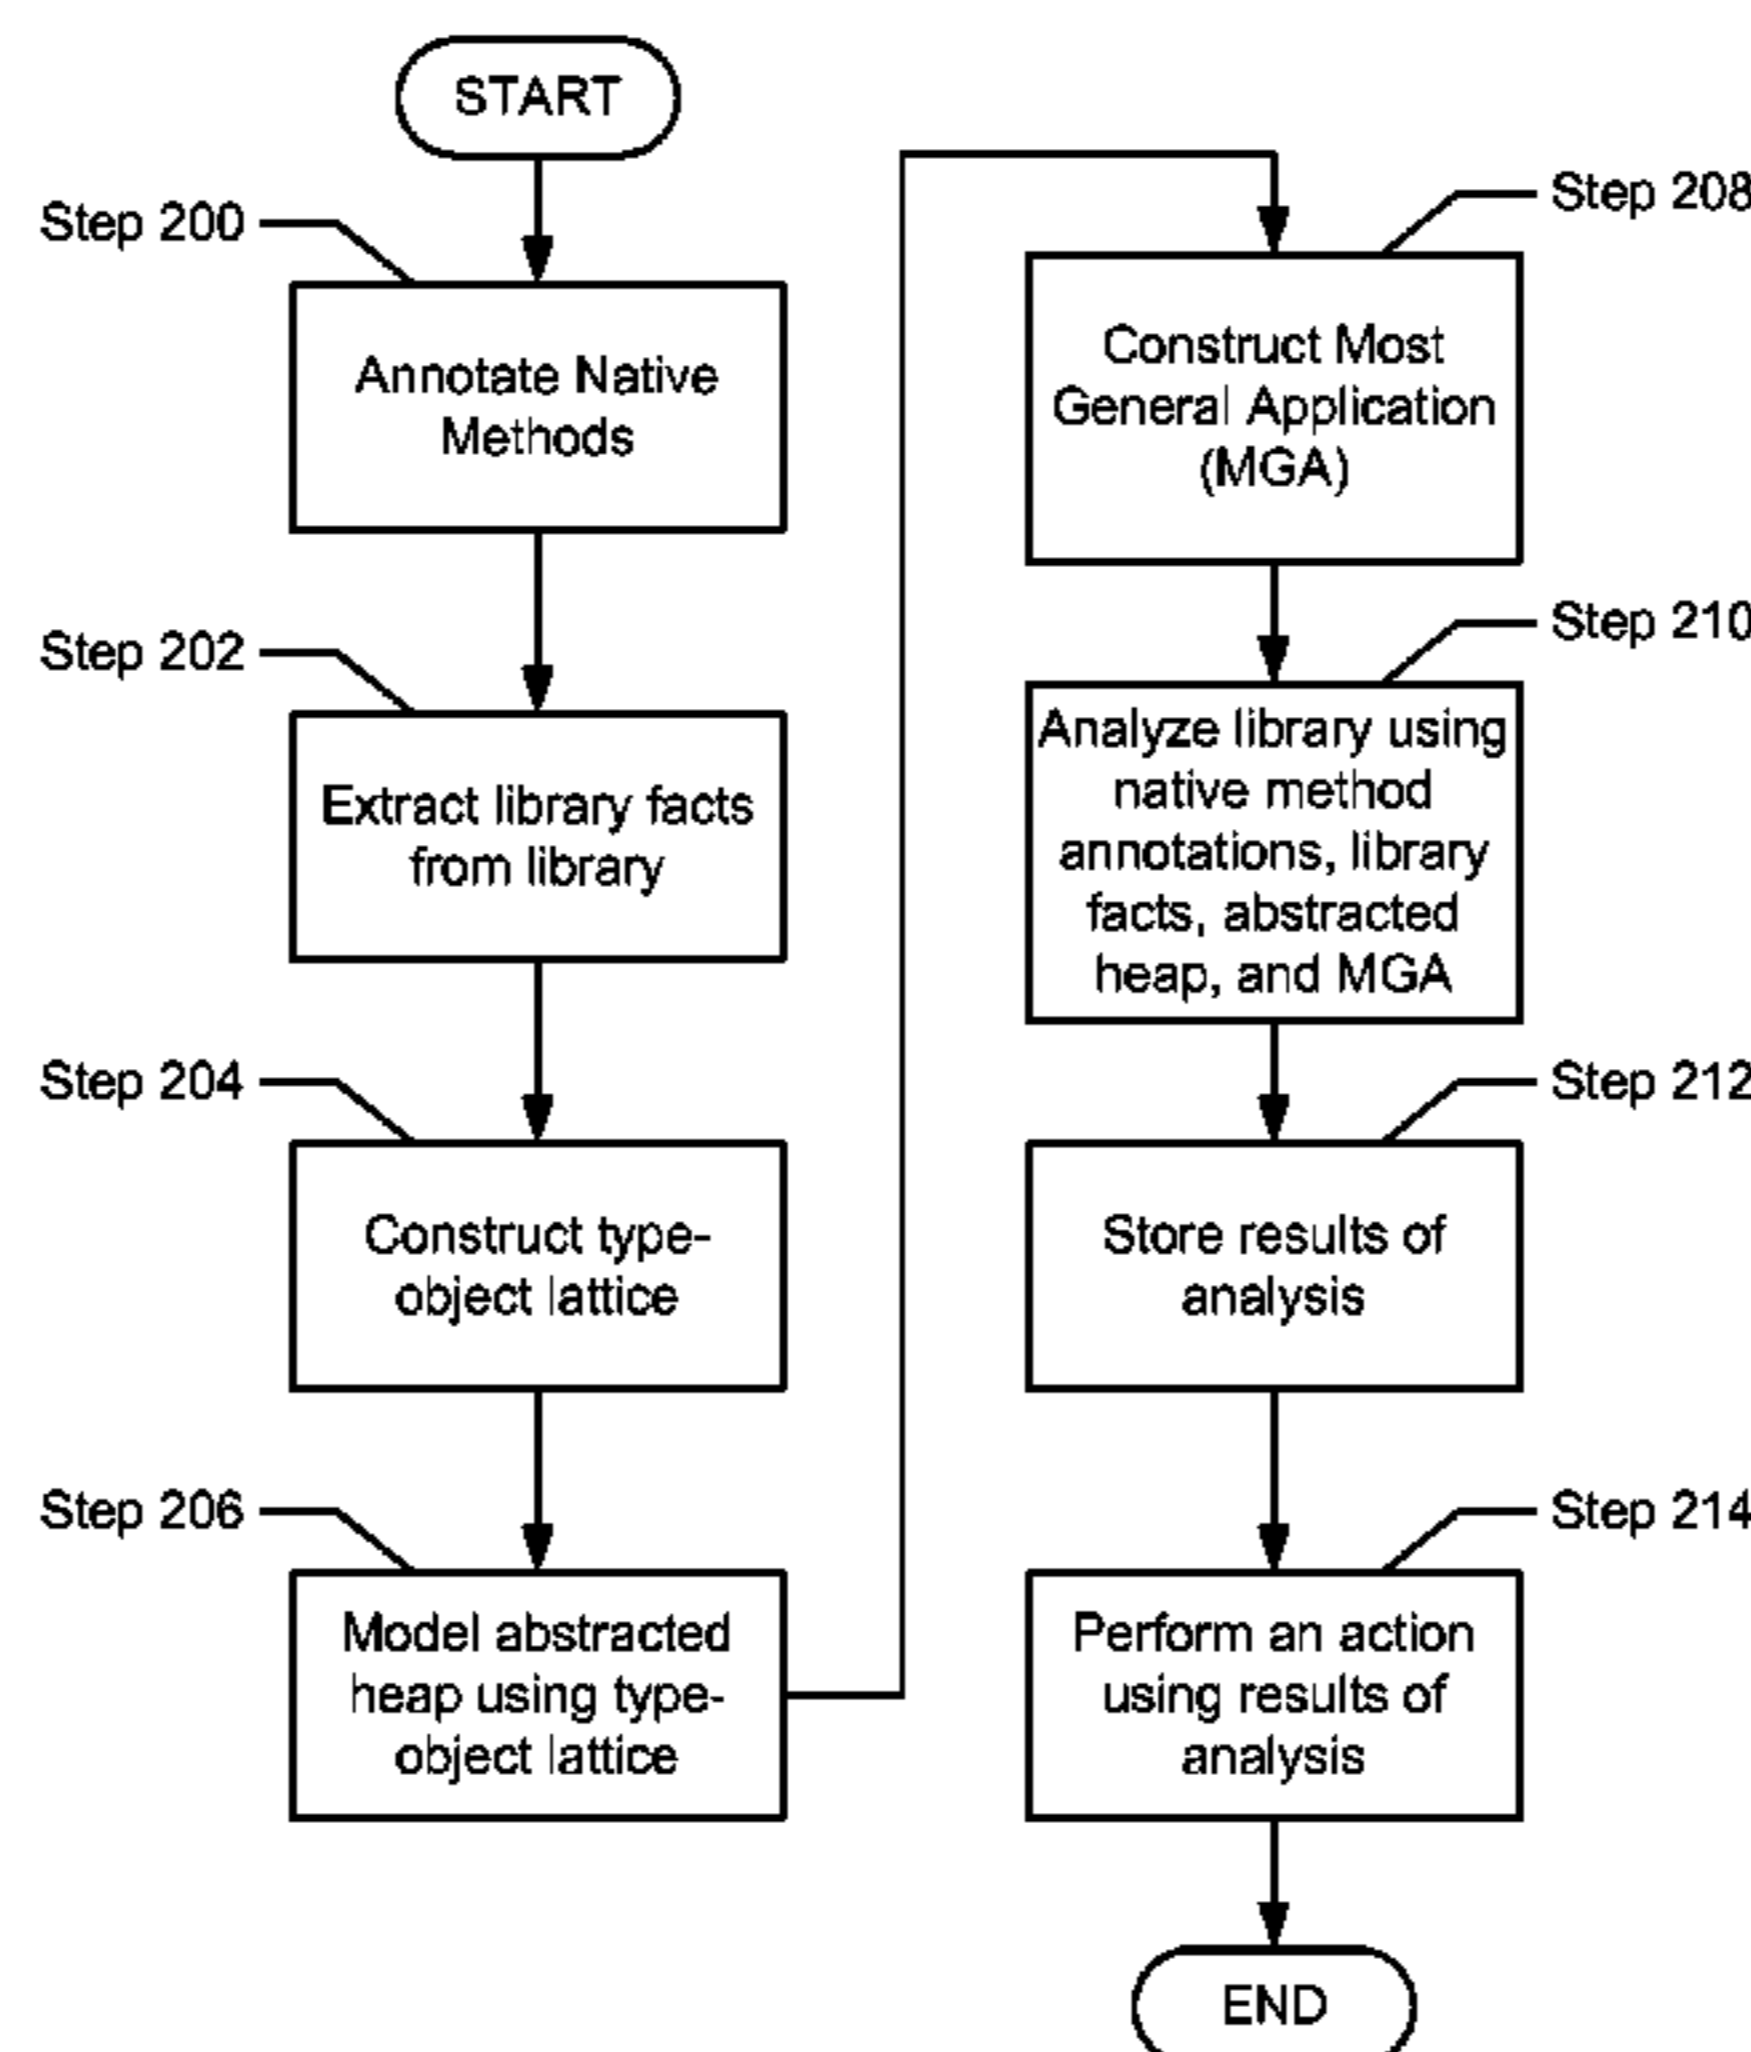 START
Step 200
Annotate Native
Methods
Step 202
Extract library facts
from library
Step 204
Construct type-
object lattice
Step 206
Model abstracted
heap using type-
object lattice
Step 208
Construct Most
General Application
(MGA)
Step 210
Analyze library using
native method
annotations, library
facts, abstracted
heap, and MGA
Step 212
Store results of
analysis
Step 214
Perform an action
using results of
analysis
END